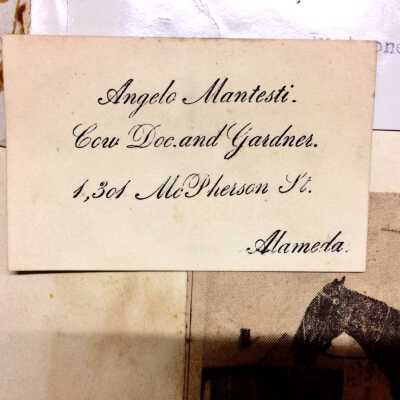 Angelo Mantesti.
Cow Doc. and Gardner.
1,301 McPherson St.
Alameda.